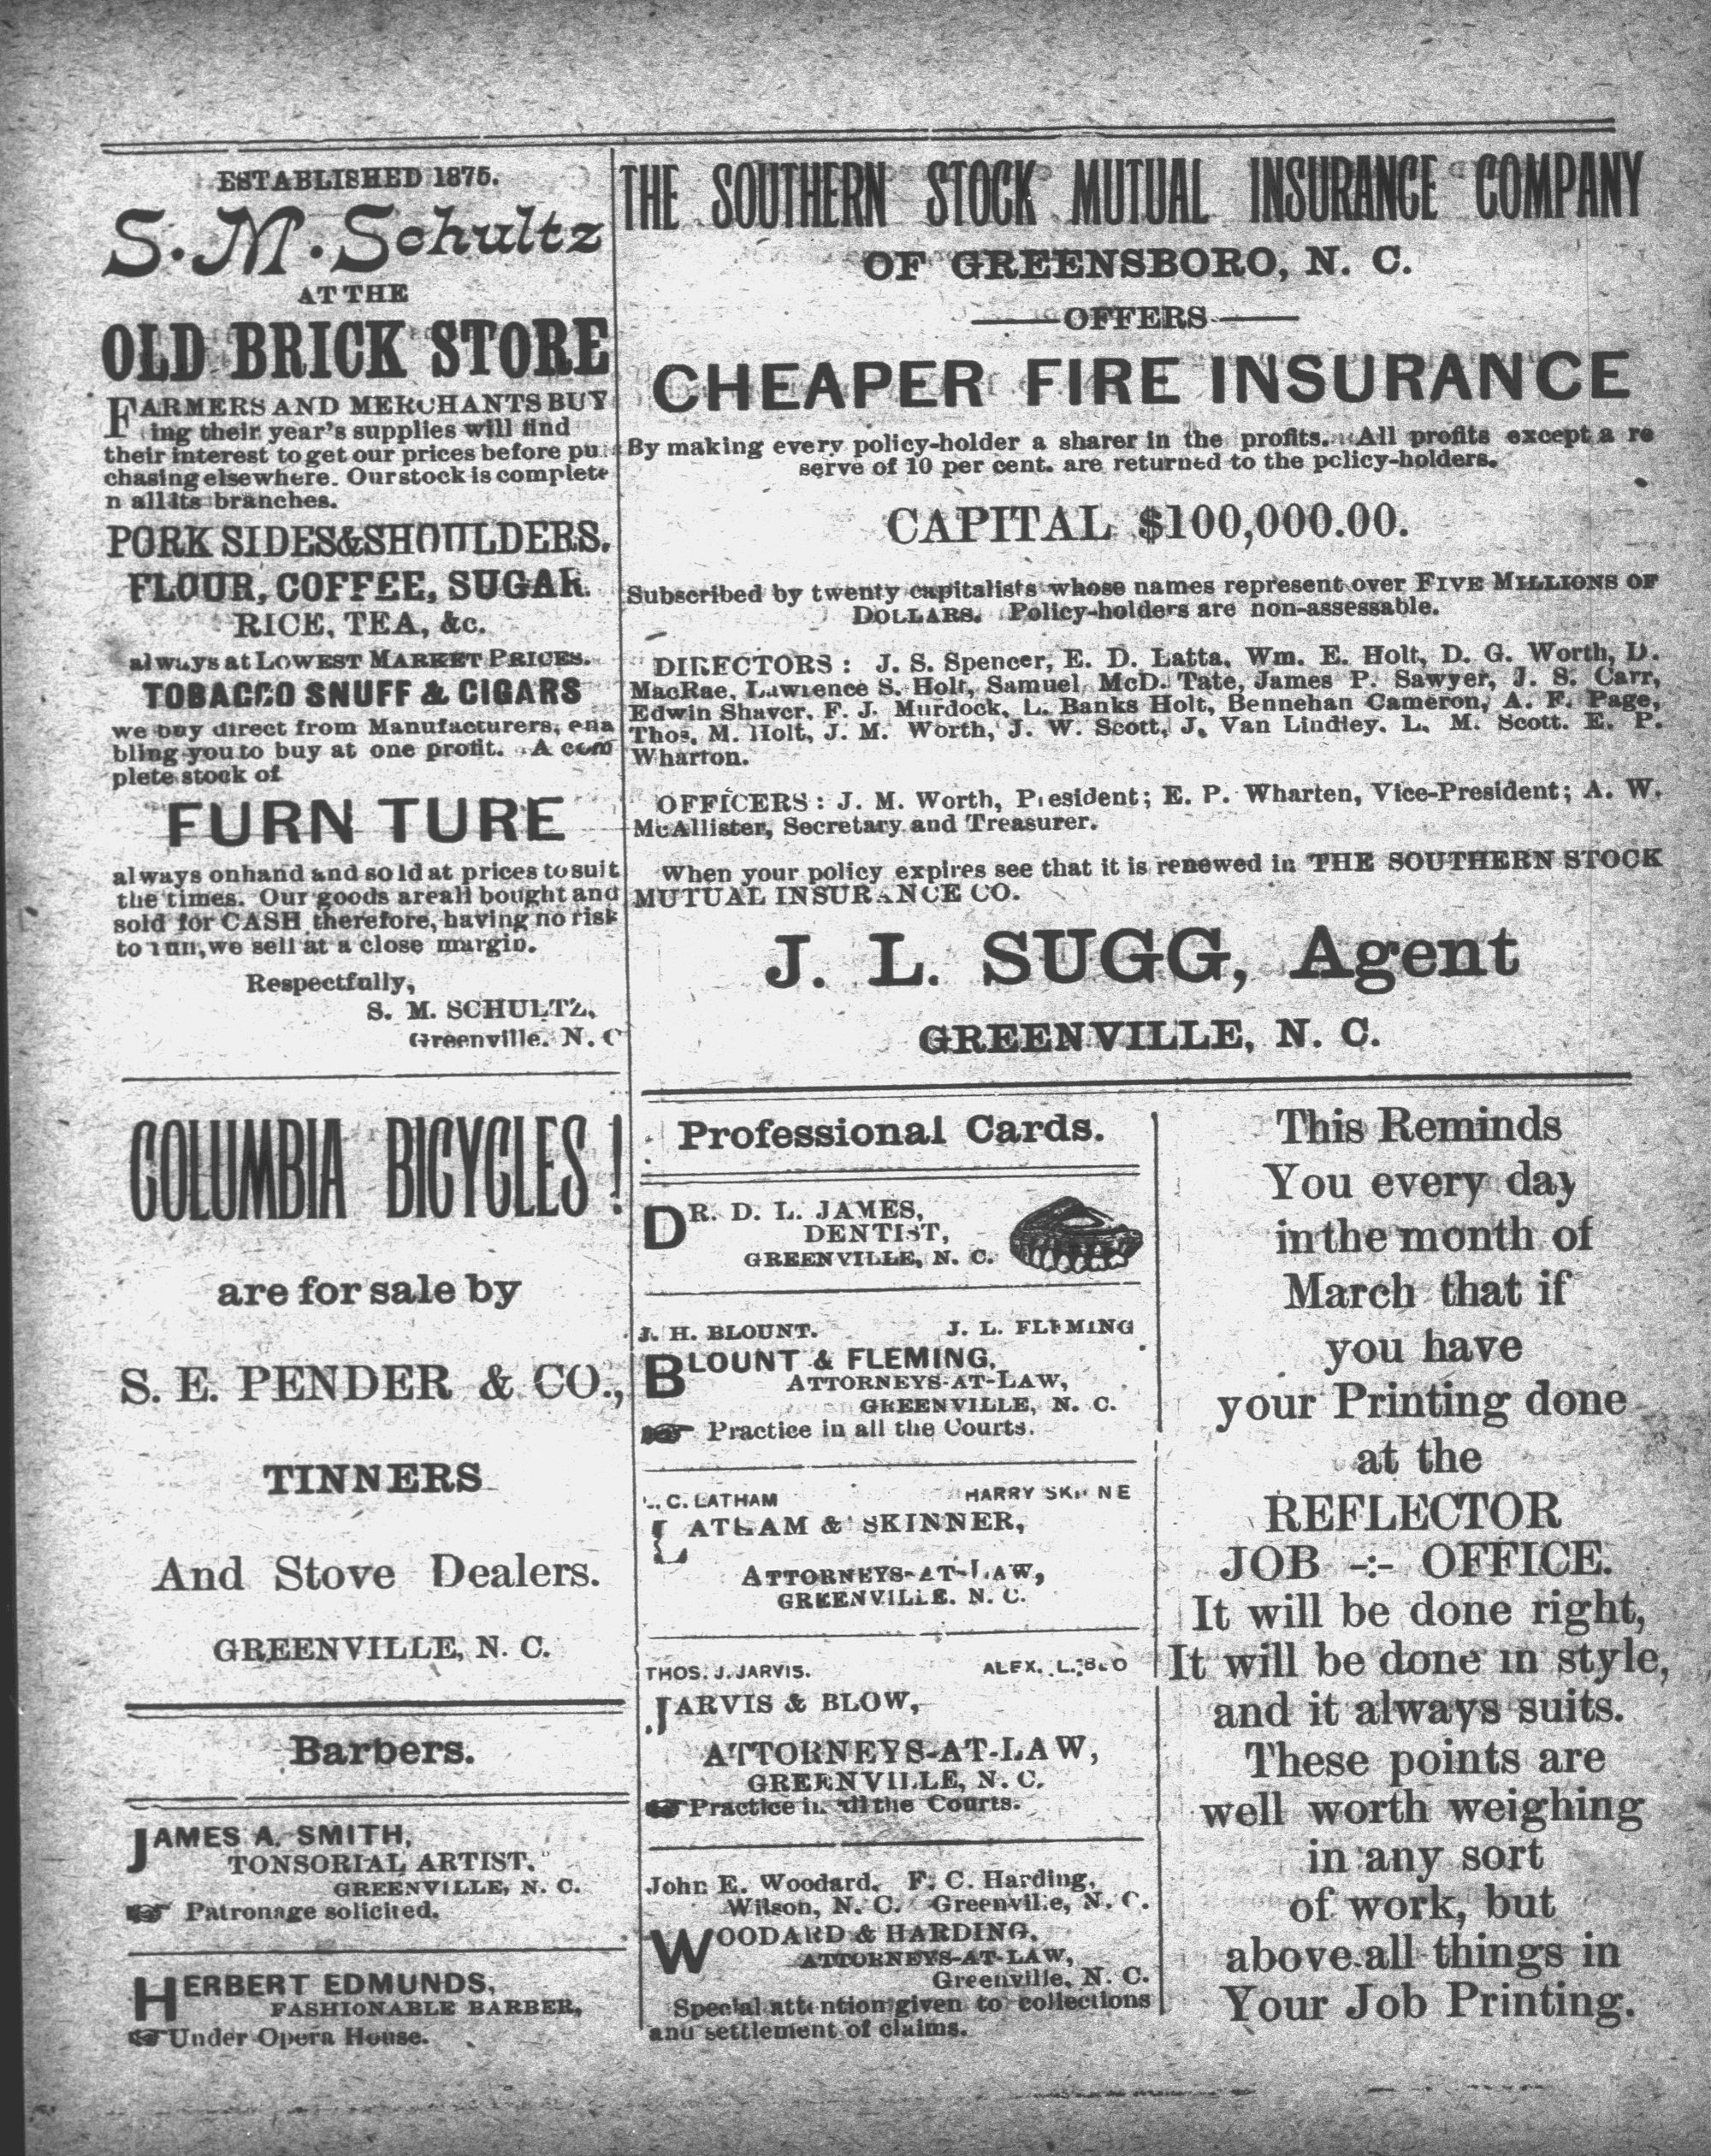 ESTABLISHED 1875.
S. M. Schultz
AT THE
OLD BRICK STORE
FARMERS AND MERCHANTS BUY
ing their year's supplies will find
their interest to get our prices before pu
chasing elsewhere. Our stock is complete
n all its branches.
PORK SIDES & SHOULDERS.
FLOUR, COFFEE, SUGAR.
RICE, TEA, &c.
always at LOWEST MARKET PRICES.
TOBACCO SNUFF & CIGARS
we buy direct from Manufacturers, ena
bling you to buy at one profit. A com
plete stock of
FURN TURE
always on hand and sold at prices to suit
the times. Our goods are all bought and
sold for CASH therefore, having no risk
to run, we sell at a close margin.
Respectfully,
S. M. SCHULTZ,
Greenville. N. C
COLUMBIA BICYCLES!
are for sale by
S. E. PENDER & CO.,
TINNERS
And Stove Dealers.
GREENVILLE, N. C.
Barbers.
JAMES A. SMITH,
TONSORIAL ARTIST.
GREENVILLE, N. C.
Patronage solicited.
HERBERT EDMUNDS,
FASHIONABLE BARBER,
Under Opera House.
THE SOUTHERN STOCK MUTUAL INSURANCE COMPANY
OF GREENSBORO, N. C.
OFFERS
CHEAPER FIRE INSURANCE
By making every policy-holder a sharer in the profits. All profits except a re
serve of 10 per cent. are returned to the policy-holders.
CAPITAL $100,000.00.
Subscribed by twenty capitalists whose names represent over FIVE MILLIONS OF
DOLLARS. Policy-holders are non-assessable.
DIRECTORS: J. S. Spencer, E. D. Latta, Wm. E. Holt, D. G. Worth, D.
MacRae, Lawrence S. Holt, Samuel McD. Tate, James P. Sawyer, J. S. Carr,
Edwin Shaver, F. J. Murdock, L. Banks Holt, Bennehan Cameron, A. F. Page,
Thos. M. Holt, J. M. Worth, J. W. Scott, J. Van Lindley. L. M. Scott. E. P.
Wharton.
OFFICERS: J. M. Worth, President; E. P. Wharten, Vice-President; A. W.
McAllister, Secretary and Treasurer.
When your policy expires see that it is renewed in THE SOUTHERN STOCK
MUTUAL INSURANCE CO.
J. L. SUGG, Agent
GREENVILLE, N. C.
Professional Cards.
DR. D. L. JAMES,
DENTIST,
GREENVILLE, N. C.
J. H. BLOUNT. J. L. FLEMING
BLOUNT & FLEMING,
ATTORNEYS-AT-LAW,
GREENVILLE, N. C.
Practice in all the Courts.
C. LATHAM HARRY SKINNE
LATHAM & SKINNER,
ATTORNEYS-AT-LAW,
GREENVILLE. N. C.
THOS. J. JARVIS. ALEX. L.
JARVIS & BLOW,
ATTORNEYS-AT-LAW,
GREENVILLE, N. C.
Practice in all the Courts.
John E. Woodard, F. C. Harding,
Wilson, N. C. Greenville, N. C.
WOODARD & HARDING,
ATTORNEYS-AT-LAW,
Greenville, N. C.
Special attention given to collections
and settlement of claims.
This Reminds
You every day
in the month of
March that if
you have
your Printing done
at the
REFLECTOR
JOB -:- OFFICE.
It will be done right,
It will be done in style,
and it always suits.
These points are
well worth weighing
in any sort
of work, but
above all things in
Your Job Printing.